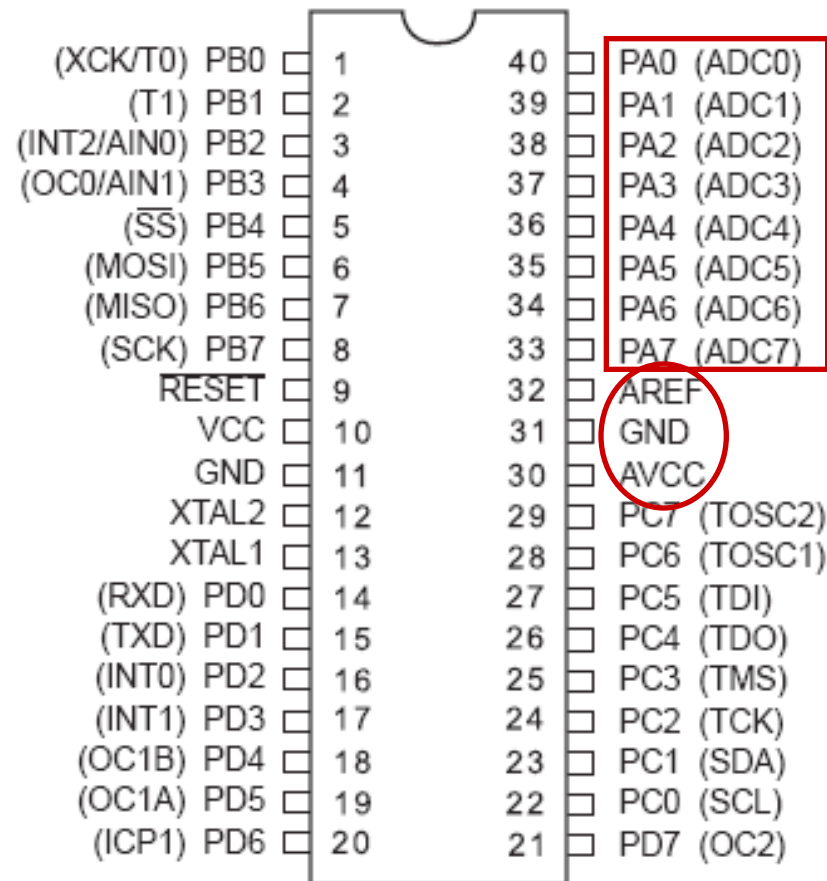 (XCK/T0) PB0 1 40 PA0 (ADC0)
(T1) PB1 2 39 PA1 (ADC1)
(INT2/AIN0) PB2 3 38 PA2 (ADC2)
(OC0/AIN1) PB3 4 37 PA3 (ADC3)
(S̅S̅) PB4 5 36 PA4 (ADC4)
(MOSI) PB5 6 35 PA5 (ADC5)
(MISO) PB6 7 34 PA6 (ADC6)
(SCK) PB7 8 33 PA7 (ADC7)
R̅E̅S̅E̅T̅ 9 32 AREF
VCC 10 31 GND
GND 11 30 AVCC
XTAL2 12 29 PC7 (TOSC2)
XTAL1 13 28 PC6 (TOSC1)
(RXD) PD0 14 27 PC5 (TDI)
(TXD) PD1 15 26 PC4 (TDO)
(INT0) PD2 16 25 PC3 (TMS)
(INT1) PD3 17 24 PC2 (TCK)
(OC1B) PD4 18 23 PC1 (SDA)
(OC1A) PD5 19 22 PC0 (SCL)
(ICP1) PD6 20 21 PD7 (OC2)